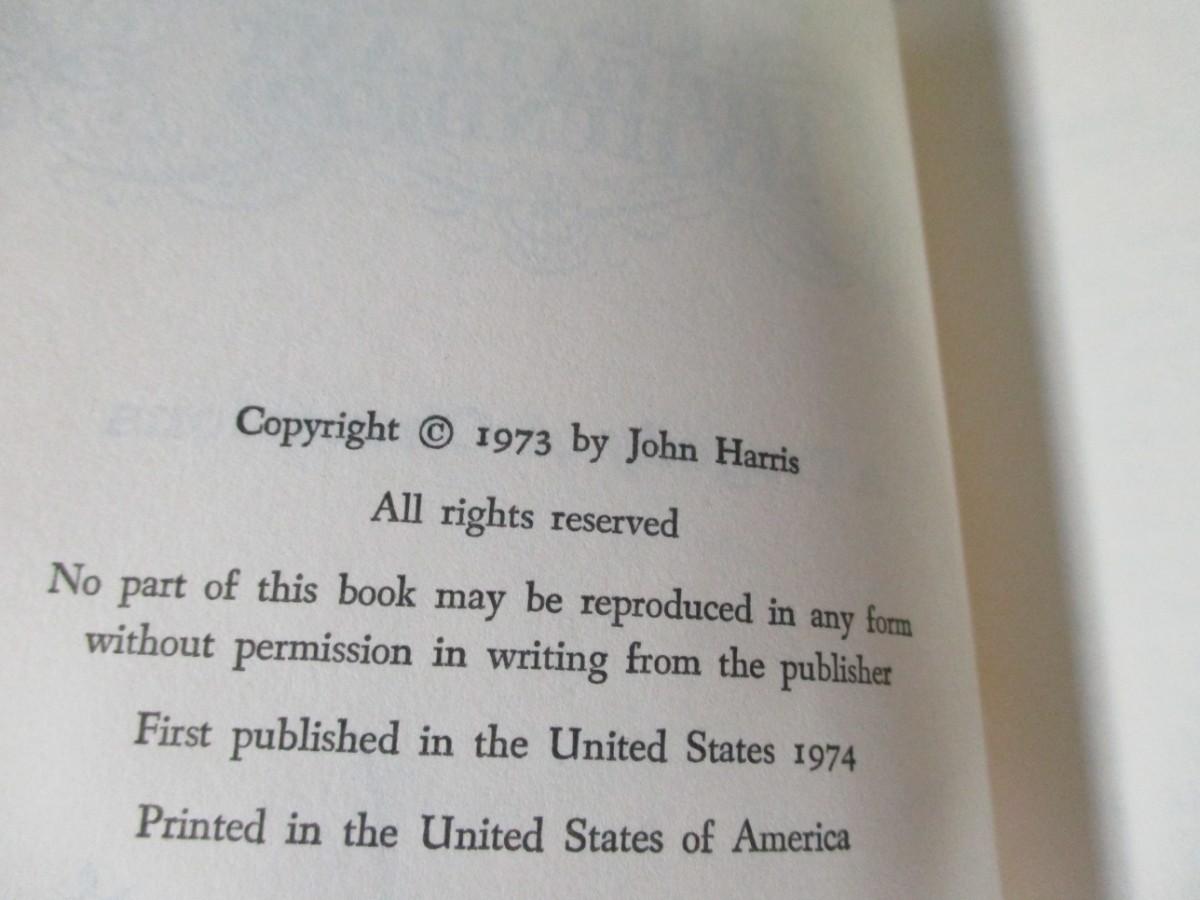 Copyright © 1973 by John Harris
All rights reserved
No part of this book may be reproduced in any form
without permission in writing from the publisher
First published in the United States 1974
Printed in the United States of America